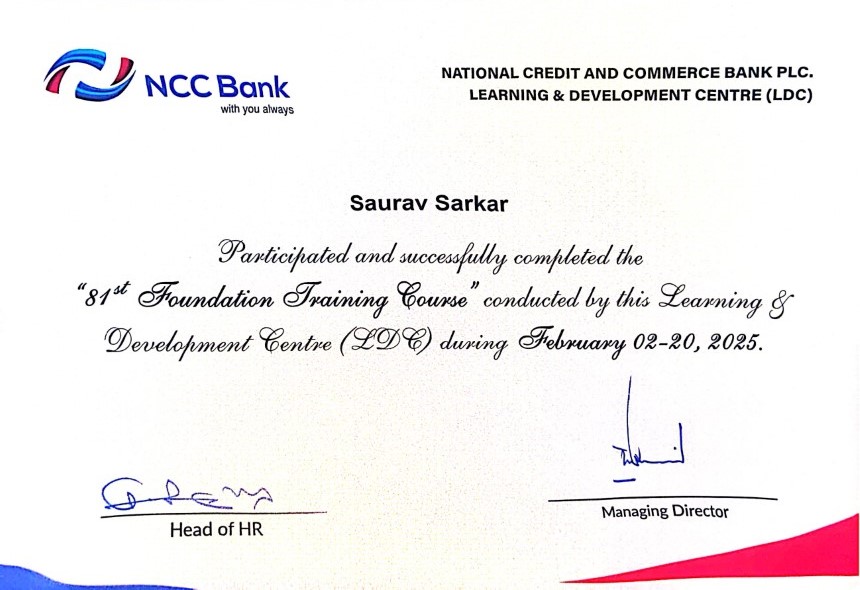 NCC Bank
with you always
NATIONAL CREDIT AND COMMERCE BANK PLC.
LEARNING & DEVELOPMENT CENTRE (LDC)
Saurav Sarkar
Participated and successfully completed the
"81st Foundation Training Course" conducted by this Learning &
Development Centre (LDC) during February 02-20, 2025.
Head of HR
Managing Director